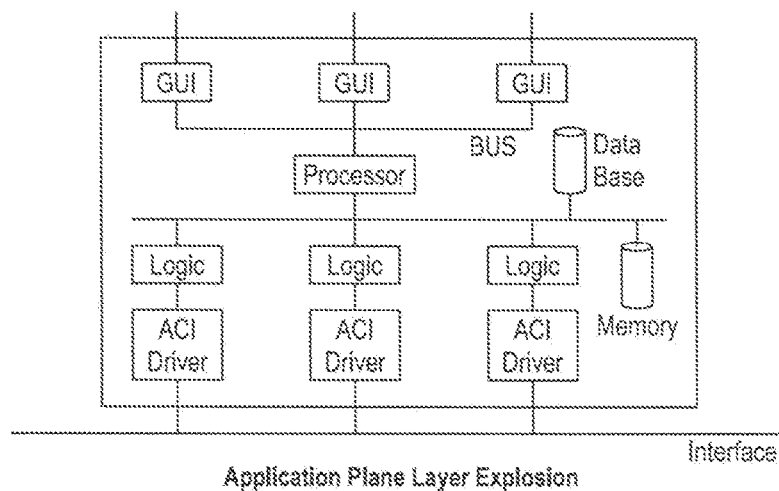 GUI
GUI
GUI
BUS
Data
Base
Processor
Logic
Logic
Logic
Memory
ACI
Driver
ACI
Driver
ACI
Driver
Interface
Application Plane Layer Explosion